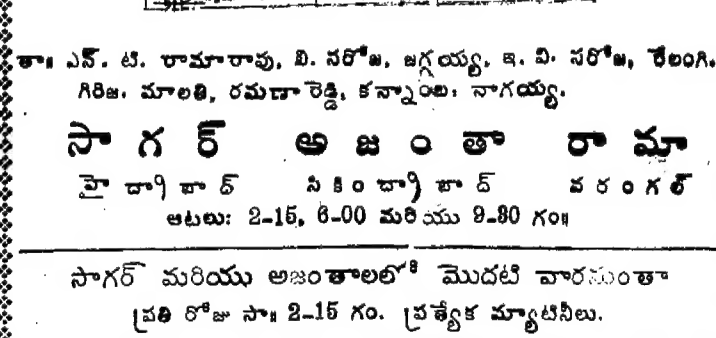 తా॥ ఎన్. టి. రామారావు, బి. సరోజ, జగ్గయ్య, ఇ. వి. సరోజ, రేలంగి.
గిరిజ. మాలతి, రమణా రెడ్డి, కన్నాంబ, నాగయ్య.
సాగర్ అజంతా రామా
హైద్రాబాద్ సికింద్రాబాద్ వరంగల్
ఆటలు: 2-15, 6-00 మరియు 9-30 గం॥
సాగర్ మరియు అజంతాలలో మొదటి వారమంతా
ప్రతి రోజు సా॥ 2-15 గం. ప్రత్యేక మ్యాటినీలు.